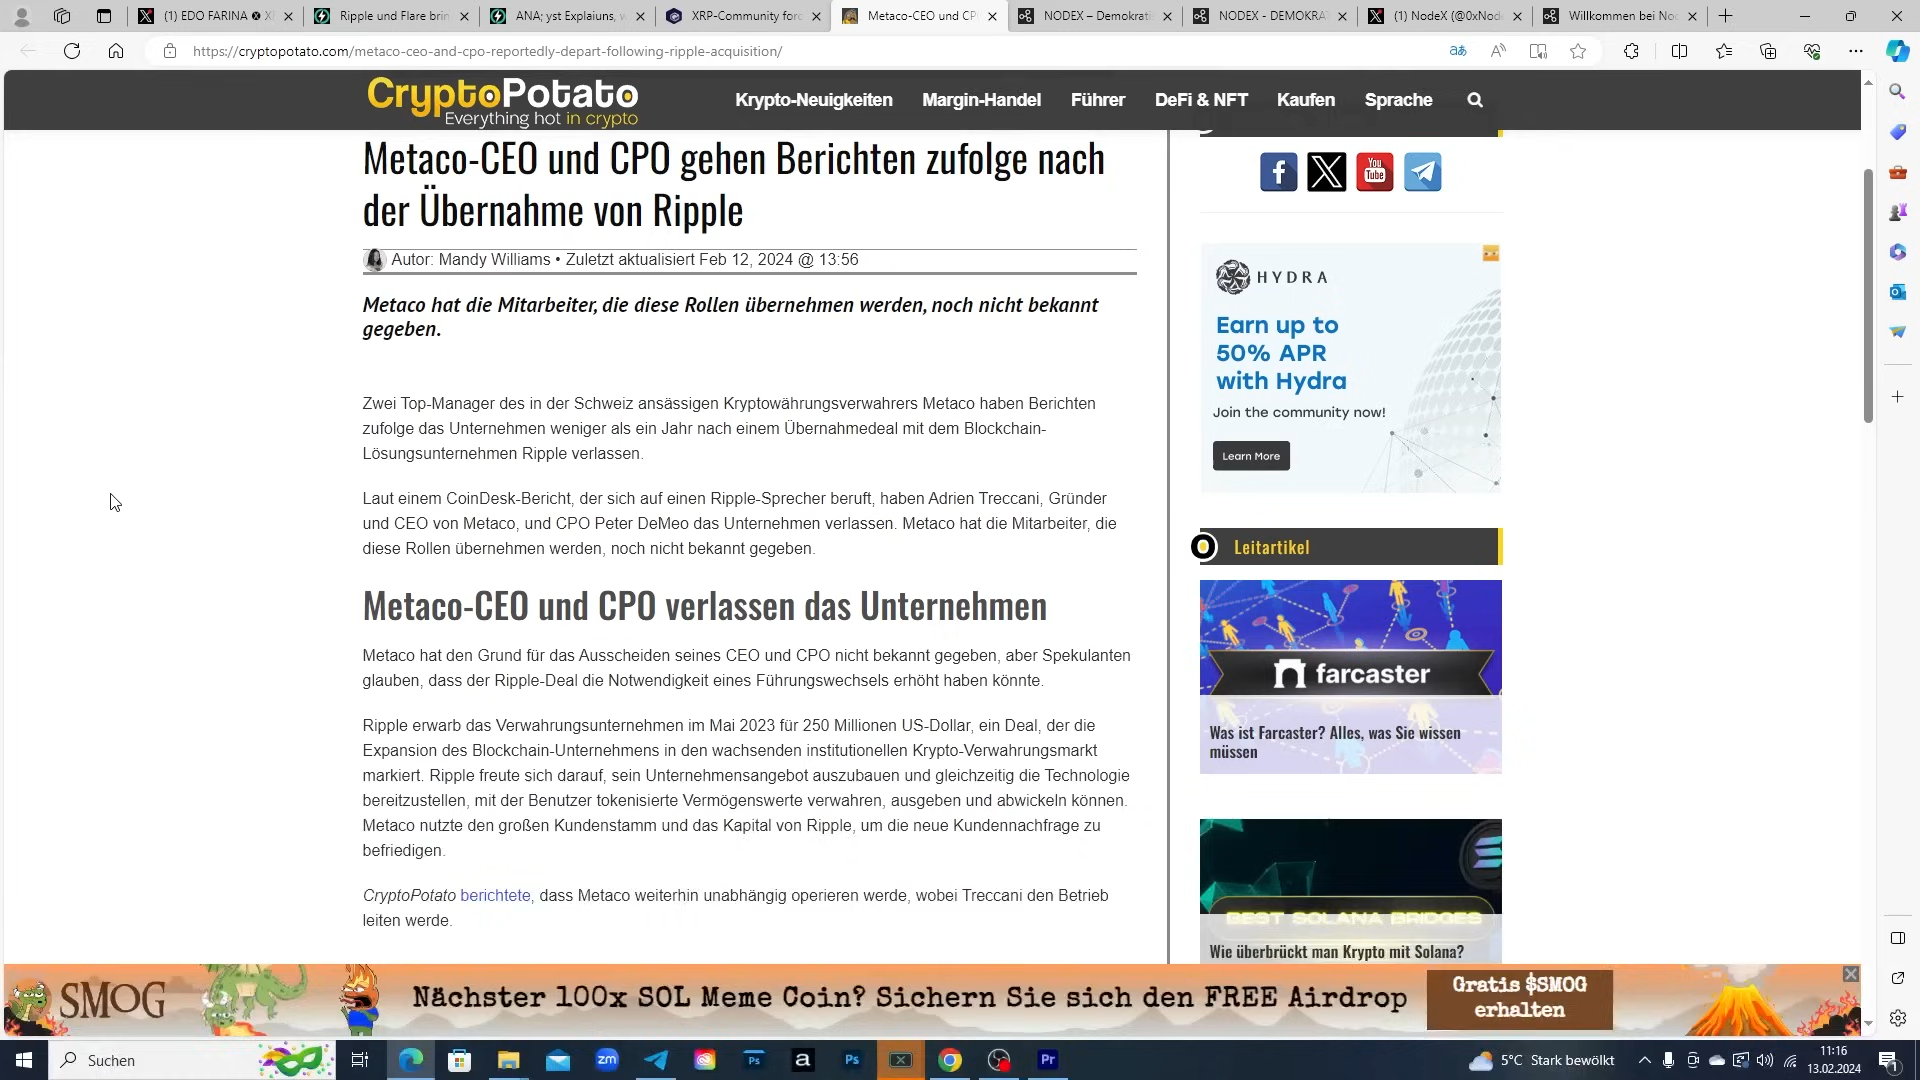 (1) EDO FARINA
Ripple und Flare brin
ANA; yst Explaiuns, w
XRP-Community forc
Metaco-CEO und CP
NODEX – Demokrati
NODEX - DEMOKRA
(1) NodeX (@0xNod
Willkommen bei No
https://cryptopotato.com/metaco-ceo-and-cpo-reportedly-depart-following-ripple-acquisition/
CryptoPotato
Everything hot in crypto
Krypto-Neuigkeiten
Margin-Handel
Führer
DeFi & NFT
Kaufen
Sprache
Metaco-CEO und CPO gehen Berichten zufolge nach
der Übernahme von Ripple
Autor: Mandy Williams • Zuletzt aktualisiert Feb 12, 2024 @ 13:56
Metaco hat die Mitarbeiter, die diese Rollen übernehmen werden, noch nicht bekannt
gegeben.
Zwei Top-Manager des in der Schweiz ansässigen Kryptowährungsverwahrers Metaco haben Berichten
zufolge das Unternehmen weniger als ein Jahr nach einem Übernahmedeal mit dem Blockchain-
Lösungsunternehmen Ripple verlassen.
Laut einem CoinDesk-Bericht, der sich auf einen Ripple-Sprecher beruft, haben Adrien Treccani, Gründer
und CEO von Metaco, und CPO Peter DeMeo das Unternehmen verlassen. Metaco hat die Mitarbeiter, die
diese Rollen übernehmen werden, noch nicht bekannt gegeben.
Metaco-CEO und CPO verlassen das Unternehmen
Metaco hat den Grund für das Ausscheiden seines CEO und CPO nicht bekannt gegeben, aber Spekulanten
glauben, dass der Ripple-Deal die Notwendigkeit eines Führungswechsels erhöht haben könnte.
Ripple erwarb das Verwahrungsunternehmen im Mai 2023 für 250 Millionen US-Dollar, ein Deal, der die
Expansion des Blockchain-Unternehmens in den wachsenden institutionellen Krypto-Verwahrungsmarkt
markiert. Ripple freute sich darauf, sein Unternehmensangebot auszubauen und gleichzeitig die Technologie
bereitzustellen, mit der Benutzer tokenisierte Vermögenswerte verwahren, ausgeben und abwickeln können.
Metaco nutzte den großen Kundenstamm und das Kapital von Ripple, um die neue Kundennachfrage zu
befriedigen.
CryptoPotato berichtete, dass Metaco weiterhin unabhängig operieren werde, wobei Treccani den Betrieb
leiten werde.
You
Tube
HYDRA
Earn up to
50% APR
with Hydra
Join the community now!
Learn More
Leitartikel
farcaster
Was ist Farcaster? Alles, was Sie wissen
müssen
BEST SOLANA BRIDGES
Wie überbrückt man Krypto mit Solana?
SMOG
Nächster 100x SOL Meme Coin? Sichern Sie sich den FREE Airdrop
Gratis $SMOG
erhalten
Suchen
zm
Ps
a
Ps
Pr
5°C Stark bewölkt
11:16
13.02.2024
1